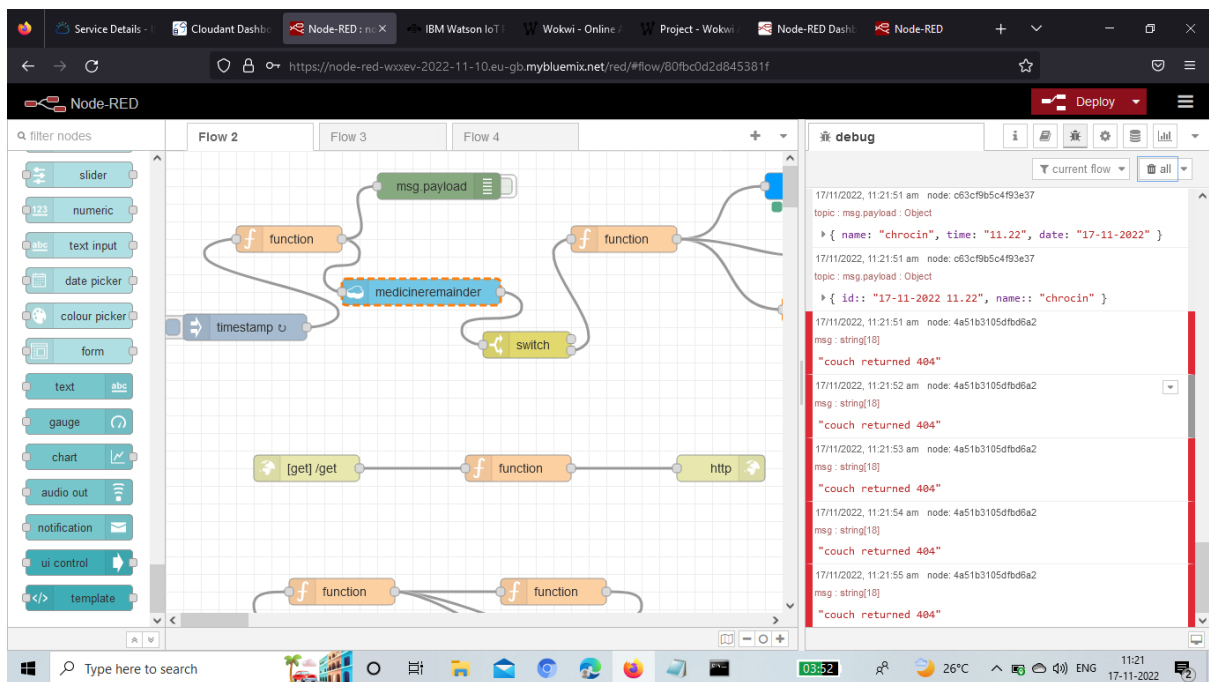 Service Details -
Cloudant Dashbo
Node-RED : no
IBM Watson IoT
Wokwi - Online
Project - Wokwi
Node-RED Dashb
Node-RED
https://node-red-wxxev-2022-11-10.eu-gb.mybluemix.net/red/#flow/80fbc0d2d845381f
Node-RED
Deploy
filter nodes
Flow 2
Flow 3
Flow 4
debug
i
current flow
all
slider
123 numeric
abc text input
date picker
colour picker
form
text abc
gauge
chart
audio out
notification
ui control
</> template
msg.payload
f function
f function
medicineremainder
timestamp ↻
switch
[get] /get
f function
http
f function
f function
17/11/2022, 11:21:51 am node: c63cf9b5c4f93e37
topic : msg.payload : Object
{ name: "chrocin", time: "11.22", date: "17-11-2022" }
17/11/2022, 11:21:51 am node: c63cf9b5c4f93e37
topic : msg.payload : Object
{ id:: "17-11-2022 11.22", name:: "chrocin" }
17/11/2022, 11:21:51 am node: 4a51b3105dfbd6a2
msg : string[18]
"couch returned 404"
17/11/2022, 11:21:52 am node: 4a51b3105dfbd6a2
msg : string[18]
"couch returned 404"
17/11/2022, 11:21:53 am node: 4a51b3105dfbd6a2
msg : string[18]
"couch returned 404"
17/11/2022, 11:21:54 am node: 4a51b3105dfbd6a2
msg : string[18]
"couch returned 404"
17/11/2022, 11:21:55 am node: 4a51b3105dfbd6a2
msg : string[18]
"couch returned 404"
Type here to search
03:52
26°C
ENG
11:21
17-11-2022
2